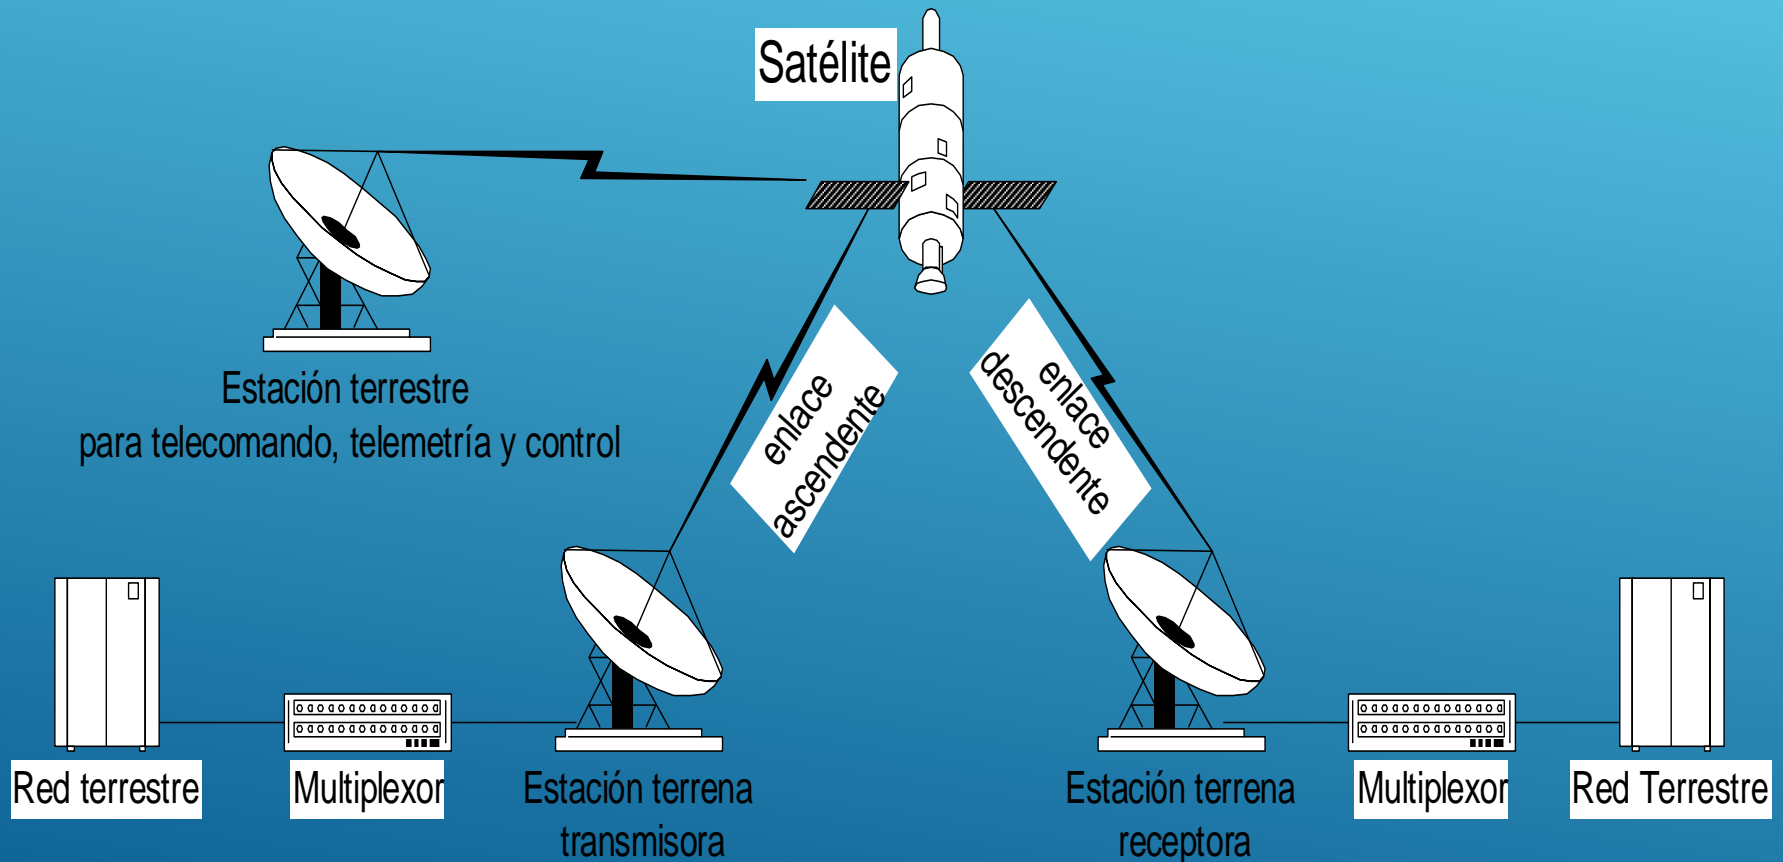 Satélite
Estación terrestre
para telecomando, telemetría y control
enlace
ascendente
enlace
descendente
Red terrestre
Multiplexor
Estación terrena
transmisora
Estación terrena
receptora
Multiplexor
Red Terrestre